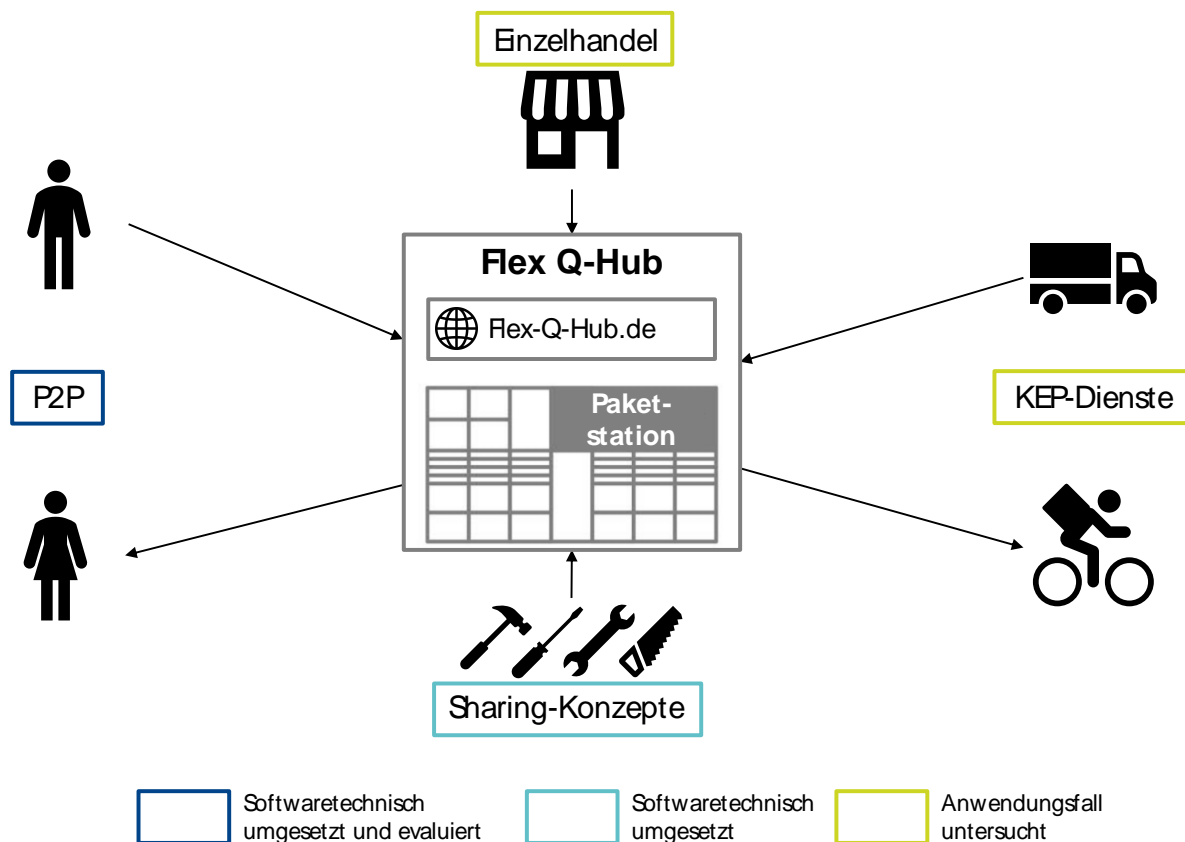 Einzelhandel
Flex Q-Hub
Flex-Q-Hub.de
Paket-
station
P2P
KEP-Dienste
Sharing-Konzepte
Softwaretechnisch
umgesetzt und evaluiert
Softwaretechnisch
umgesetzt
Anwendungsfall
untersucht